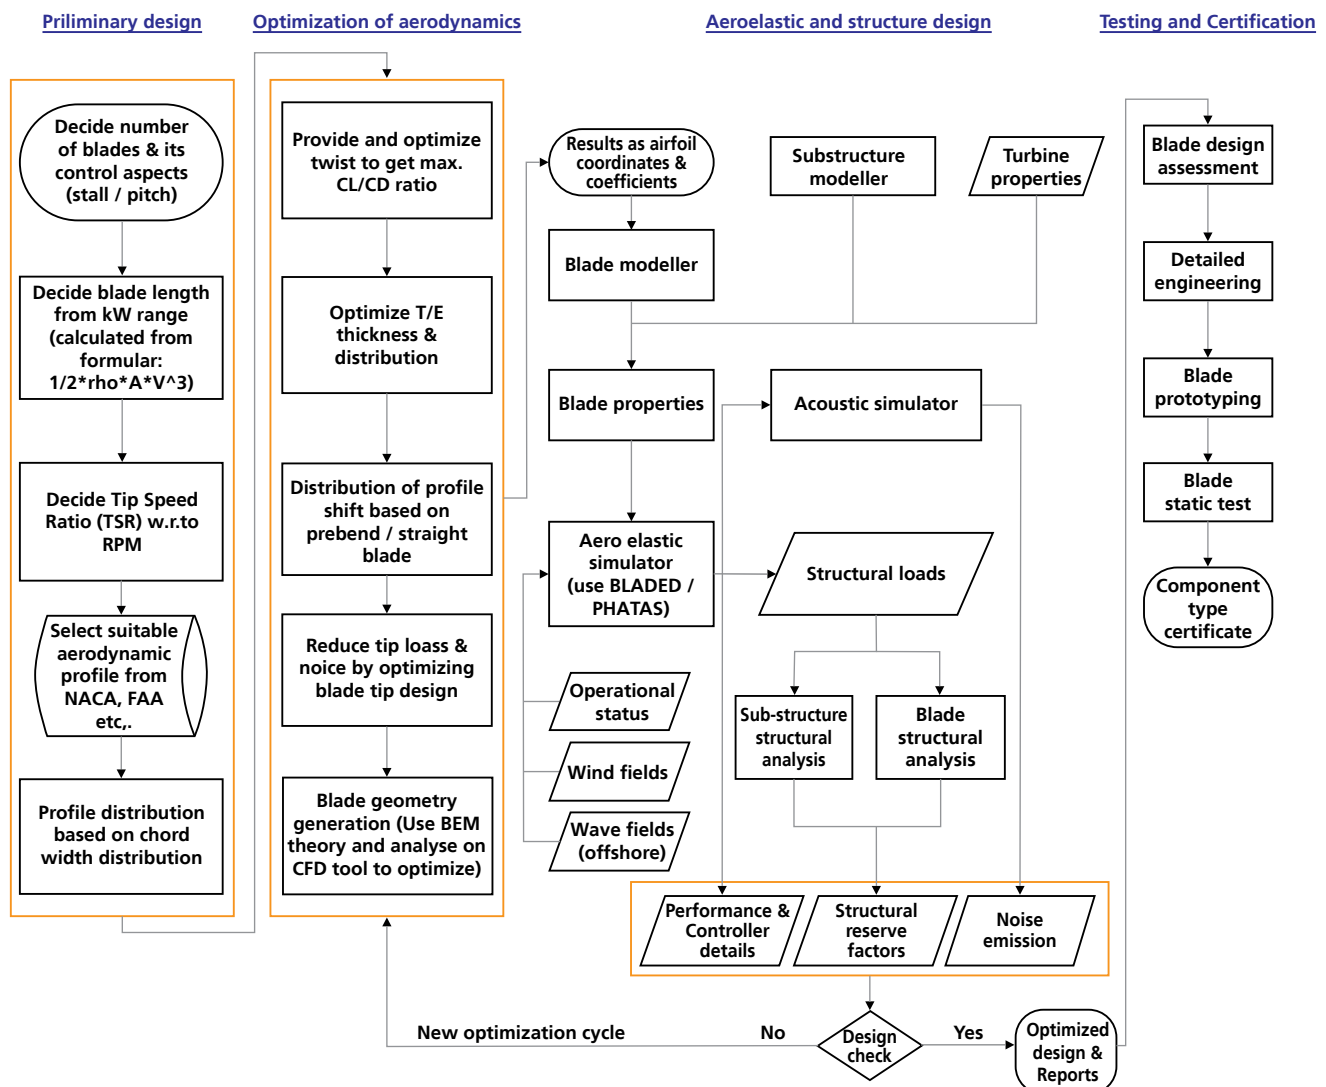 Priliminary design
Optimization of aerodynamics
Aeroelastic and structure design
Testing and Certification
Decide number
of blades & its
control aspects
(stall / pitch)
Decide blade length
from kW range
(calculated from
formular:
1/2*rho*A*V^3)
Decide Tip Speed
Ratio (TSR) w.r.to
RPM
Select suitable
aerodynamic
profile from
NACA, FAA
etc,.
Profile distribution
based on chord
width distribution
Provide and optimize
twist to get max.
CL/CD ratio
Optimize T/E
thickness &
distribution
Distribution of profile
shift based on
prebend / straight
blade
Reduce tip loass &
noice by optimizing
blade tip design
Blade geometry
generation (Use BEM
theory and analyse on
CFD tool to optimize)
Results as airfoil
coordinates &
coefficients
Substructure
modeller
Turbine
properties
Blade modeller
Blade properties
Acoustic simulator
Aero elastic
simulator
(use BLADED /
PHATAS)
Structural loads
Operational
status
Wind fields
Wave fields
(offshore)
Sub-structure
structural
analysis
Blade
structural
analysis
Performance &
Controller
details
Structural
reserve
factors
Noise
emission
New optimization cycle
No
Design
check
Yes
Optimized
design &
Reports
Blade design
assessment
Detailed
engineering
Blade
prototyping
Blade
static test
Component
type
certificate